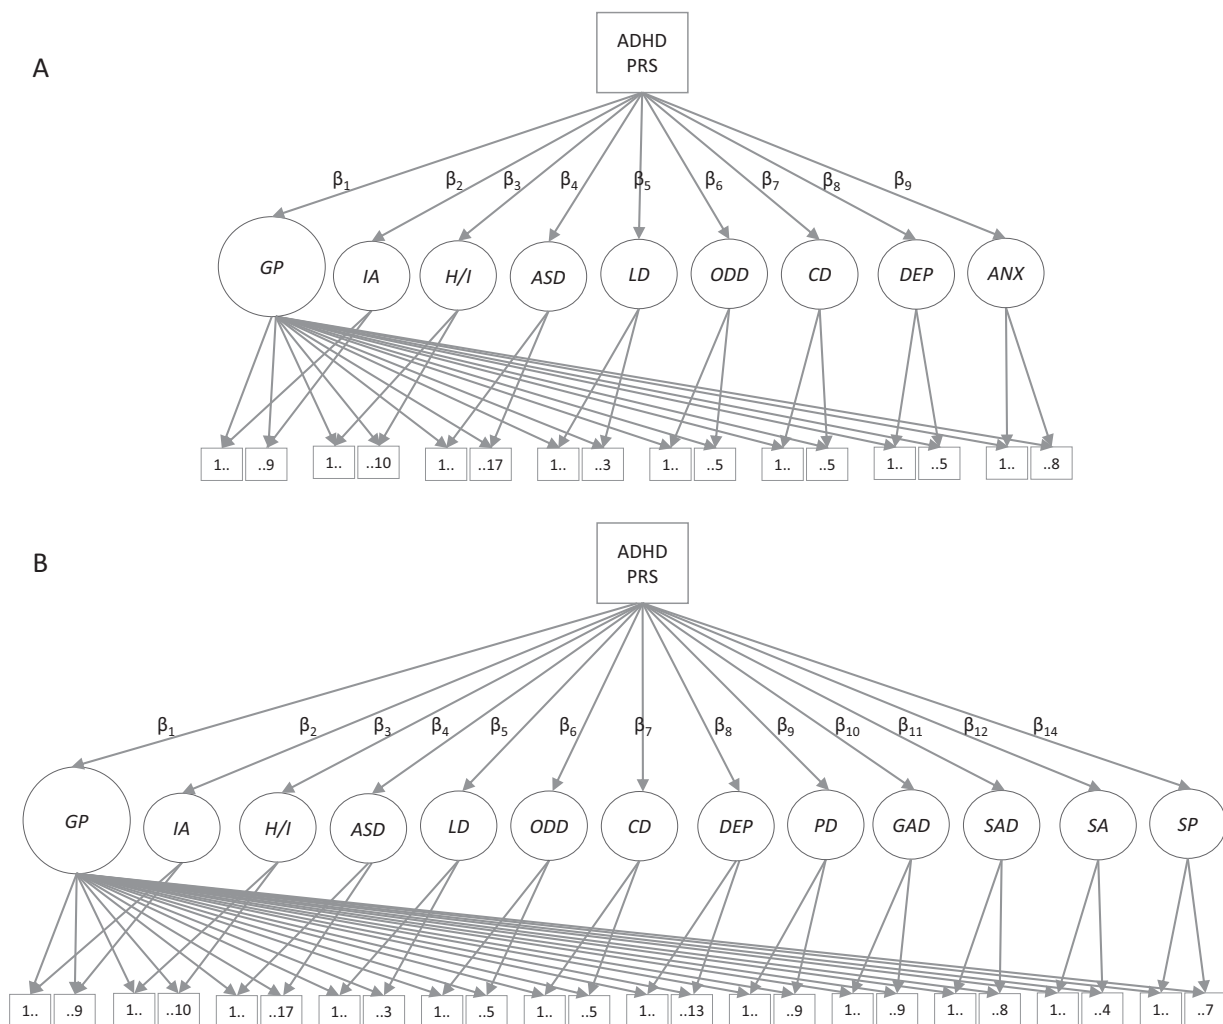 A
ADHD
PRS
β1 β2 β3 β4 β5 β6 β7 β8 β9
GP IA H/I ASD LD ODD CD DEP ANX
1.. ..9 1.. ..10 1.. ..17 1.. ..3 1.. ..5 1.. ..5 1.. ..5 1.. ..8
B
ADHD
PRS
β1 β2 β3 β4 β5 β6 β7 β8 β9 β10 β11 β12 β14
GP IA H/I ASD LD ODD CD DEP PD GAD SAD SA SP
1.. ..9 1.. ..10 1.. ..17 1.. ..3 1.. ..5 1.. ..5 1.. ..13 1.. ..9 1.. ..9 1.. ..8 1.. ..4 1.. ..7